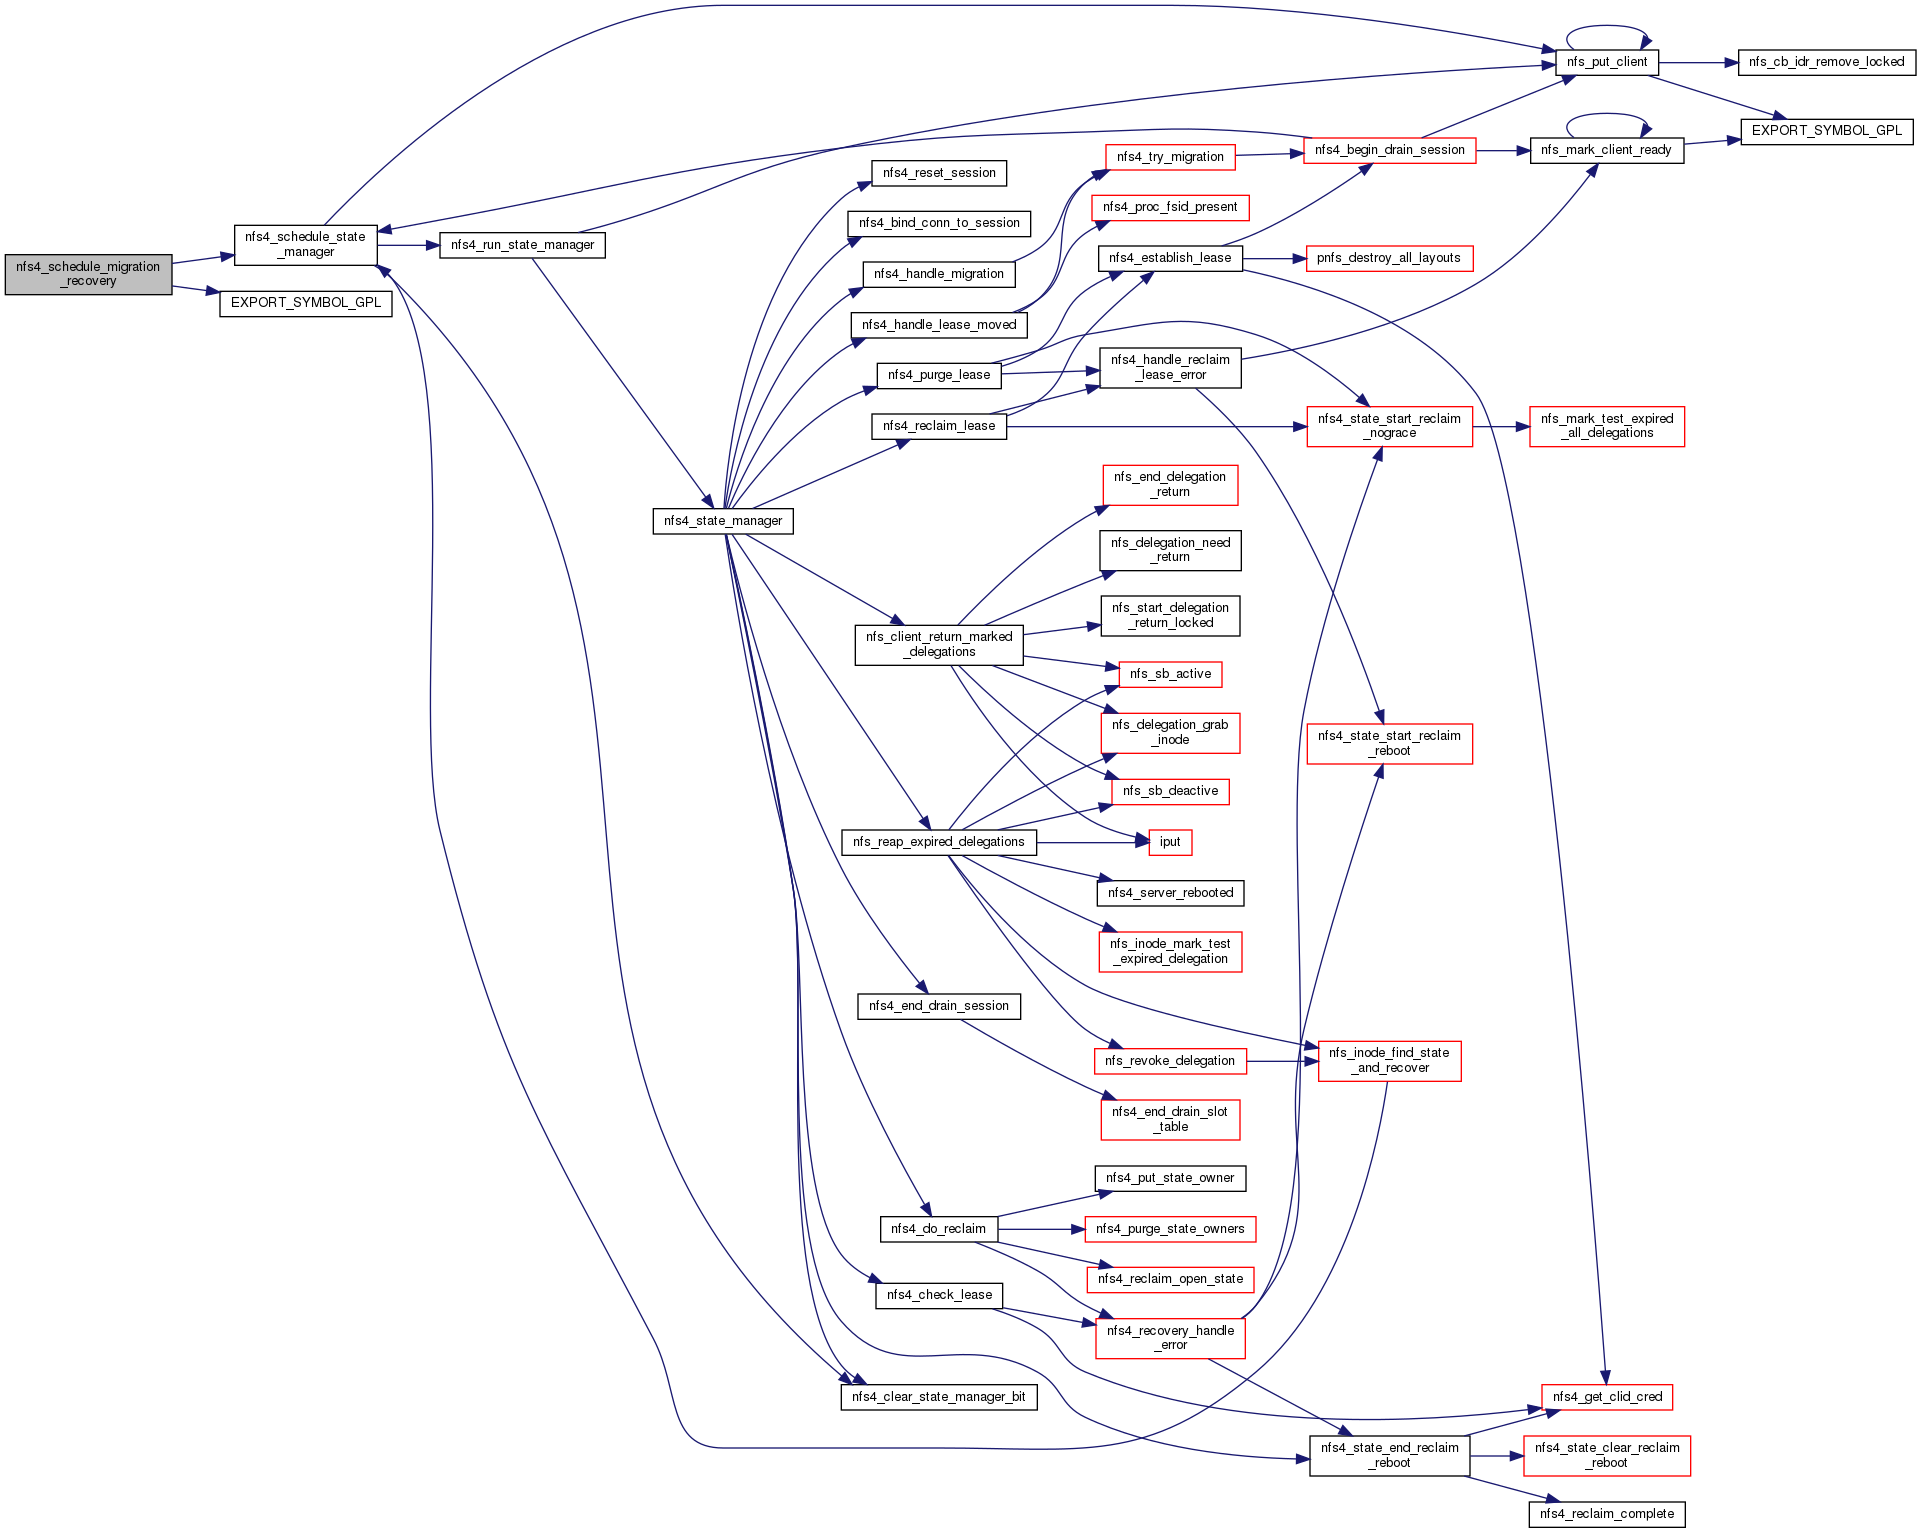 nfs4_schedule_migration
_recovery
nfs4_schedule_state
_manager
EXPORT_SYMBOL_GPL
nfs4_run_state_manager
nfs4_state_manager
nfs4_reset_session
nfs4_bind_conn_to_session
nfs4_handle_migration
nfs4_handle_lease_moved
nfs4_purge_lease
nfs4_reclaim_lease
nfs_client_return_marked
_delegations
nfs_reap_expired_delegations
nfs4_end_drain_session
nfs4_do_reclaim
nfs4_check_lease
nfs4_clear_state_manager_bit
nfs4_try_migration
nfs4_proc_fsid_present
nfs4_establish_lease
nfs4_handle_reclaim
_lease_error
nfs_end_delegation
_return
nfs_delegation_need
_return
nfs_start_delegation
_return_locked
nfs_sb_active
nfs_delegation_grab
_inode
nfs_sb_deactive
iput
nfs4_server_rebooted
nfs_inode_mark_test
_expired_delegation
nfs_revoke_delegation
nfs4_end_drain_slot
_table
nfs4_put_state_owner
nfs4_purge_state_owners
nfs4_reclaim_open_state
nfs4_recovery_handle
_error
nfs4_begin_drain_session
pnfs_destroy_all_layouts
nfs4_state_start_reclaim
_nograce
nfs4_state_start_reclaim
_reboot
nfs_inode_find_state
_and_recover
nfs4_state_end_reclaim
_reboot
nfs_put_client
nfs_mark_client_ready
nfs_mark_test_expired
_all_delegations
nfs4_get_clid_cred
nfs4_state_clear_reclaim
_reboot
nfs4_reclaim_complete
nfs_cb_idr_remove_locked
EXPORT_SYMBOL_GPL